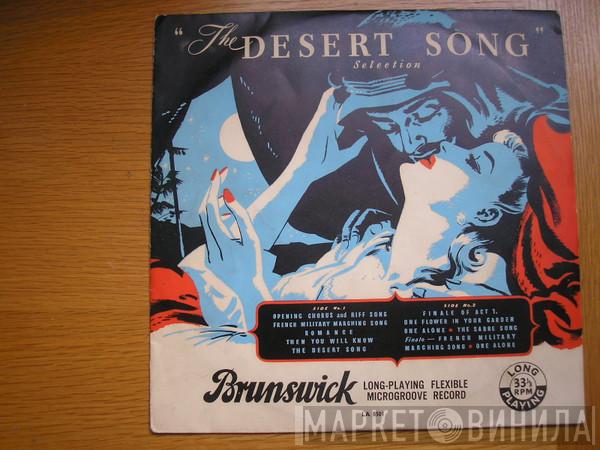 "The DESERT SONG"
Selection
SIDE No.1
OPENING CHORUS and RIFF SONG
FRENCH MILITARY MARCHING SONG
ROMANCE
THEN YOU WILL KNOW
THE DESERT SONG
SIDE No.2
FINALE OF ACT 1.
ONE FLOWER IN YOUR GARDEN
ONE ALONE ★ THE SABRE SONG
Finale — FRENCH MILITARY
MARCHING SONG ★ ONE ALONE
Brunswick
LONG-PLAYING FLEXIBLE
MICROGROOVE RECORD
LONG
33⅓
RPM
PLAYING
LA
МАРКЕТ ВИНИЛА